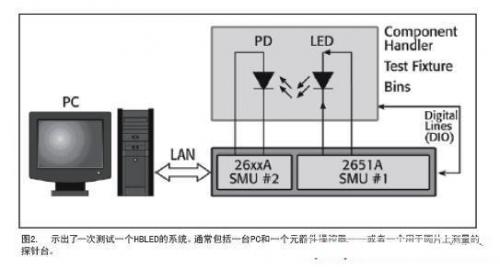 PD
LED
Component
Handler
Test Fixture
Bins
PC
Digital
Lines
(DIO)
LAN
26xxA
SMU #2
2651A
SMU #1
图2. 示出了一次测试一个HBLED的系统。通常包括一台PC和一个元器件
探针台。